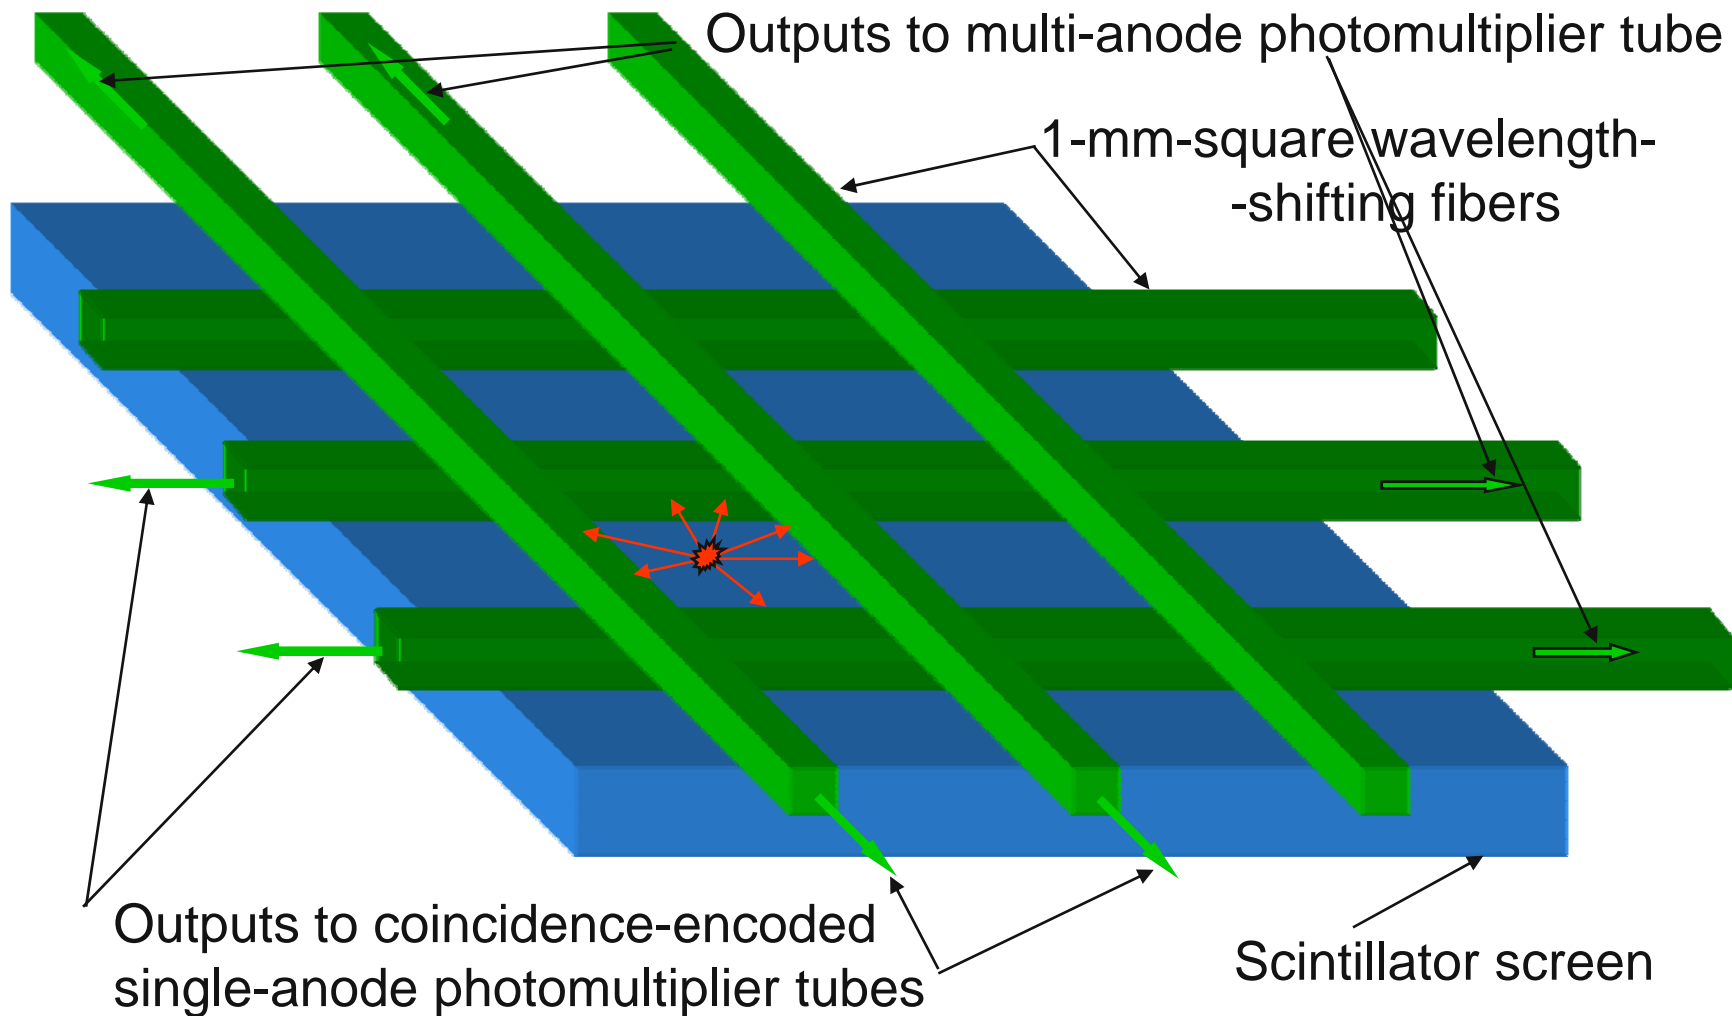 Outputs to multi-anode photomultiplier tube
1-mm-square wavelength-
-shifting fibers
Outputs to coincidence-encoded
single-anode photomultiplier tubes
Scintillator screen